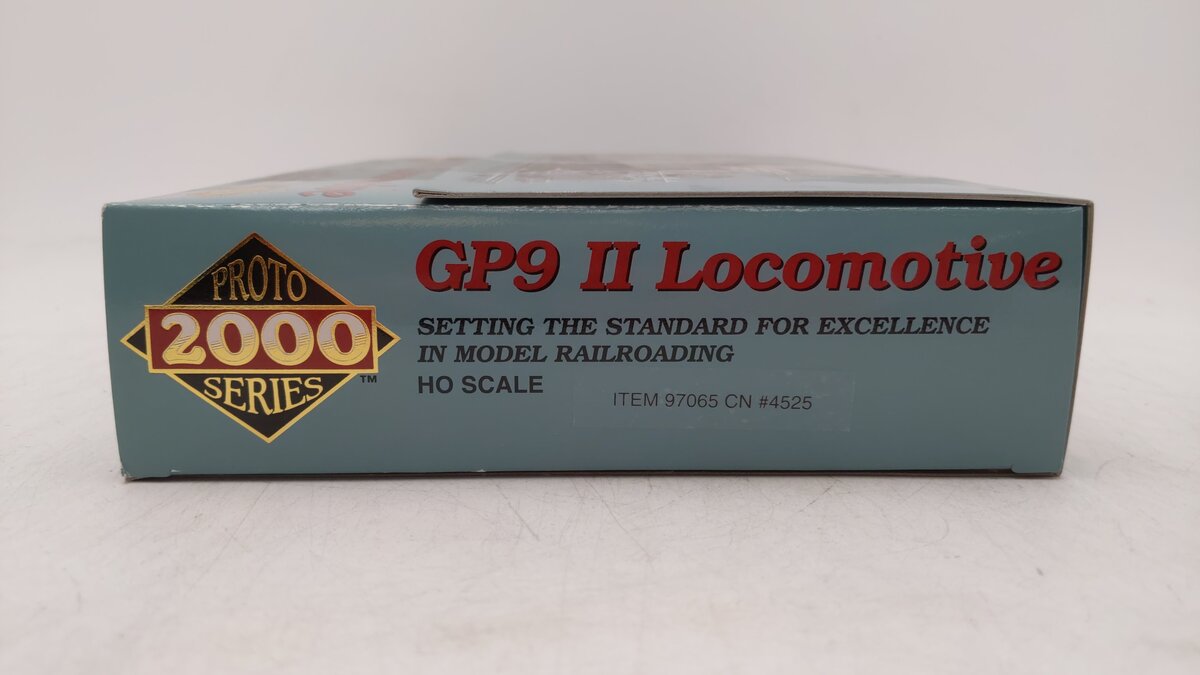 PROTO
2000
SERIES
TM
GP9 II Locomotive
SETTING THE STANDARD FOR EXCELLENCE
IN MODEL RAILROADING
HO SCALE
ITEM 97065 CN #4525